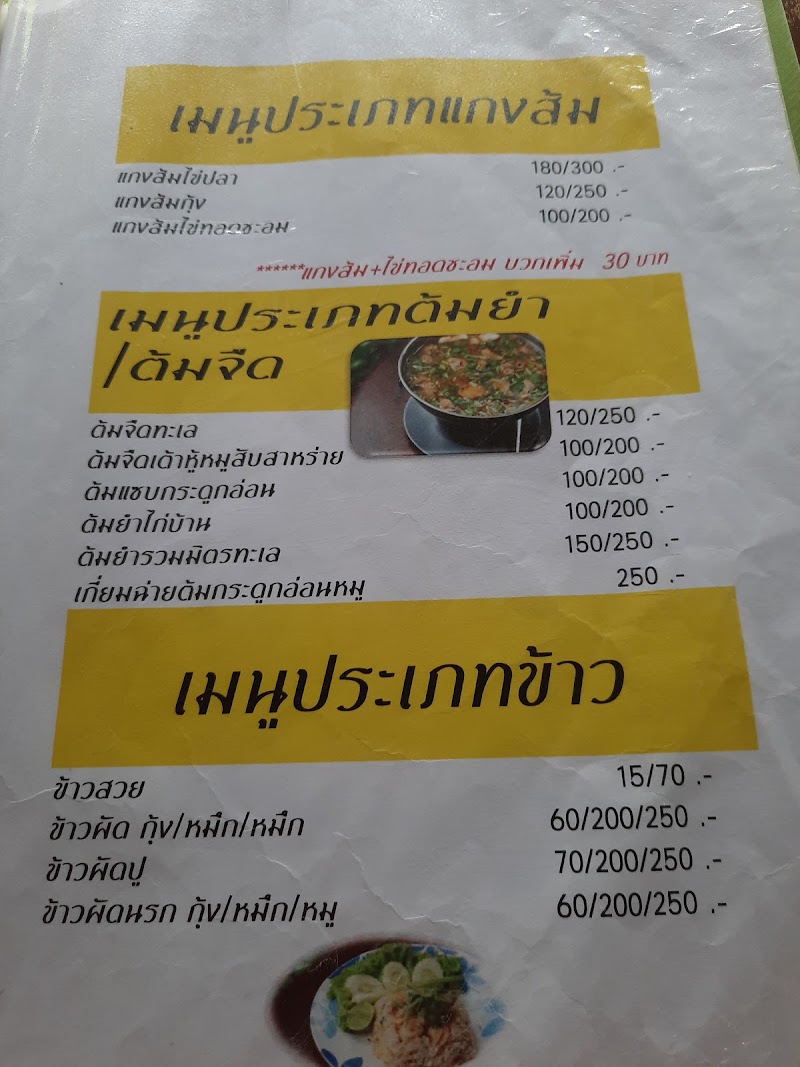 เมนูประเภทแกงส้ม
แกงส้มไข่ปลา 180/300 .-
แกงส้มกุ้ง 120/250 .-
แกงส้มไข่ทอดชะอม 100/200 .-
******แกงส้ม+ไข่ทอดชะอม บวกเพิ่ม 30 บาท
เมนูประเภทต้มยำ
/ต้มจืด
ต้มจืดทะเล 120/250 .-
ต้มจืดเต้าหู้หมูสับสาหร่าย 100/200 .-
ต้มแซบกระดูกอ่อน 100/200 .-
ต้มยำไก่บ้าน 100/200 .-
ต้มยำรวมมิตรทะเล 150/250 .-
เกี่ยมฉ่ายต้มกระดูกอ่อนหมู 250 .-
เมนูประเภทข้าว
ข้าวสวย 15/70 .-
ข้าวผัด กุ้ง/หมึก/หมึก 60/200/250 .-
ข้าวผัดปู 70/200/250 .-
ข้าวผัดนรก กุ้ง/หมึก/หมู 60/200/250 .-